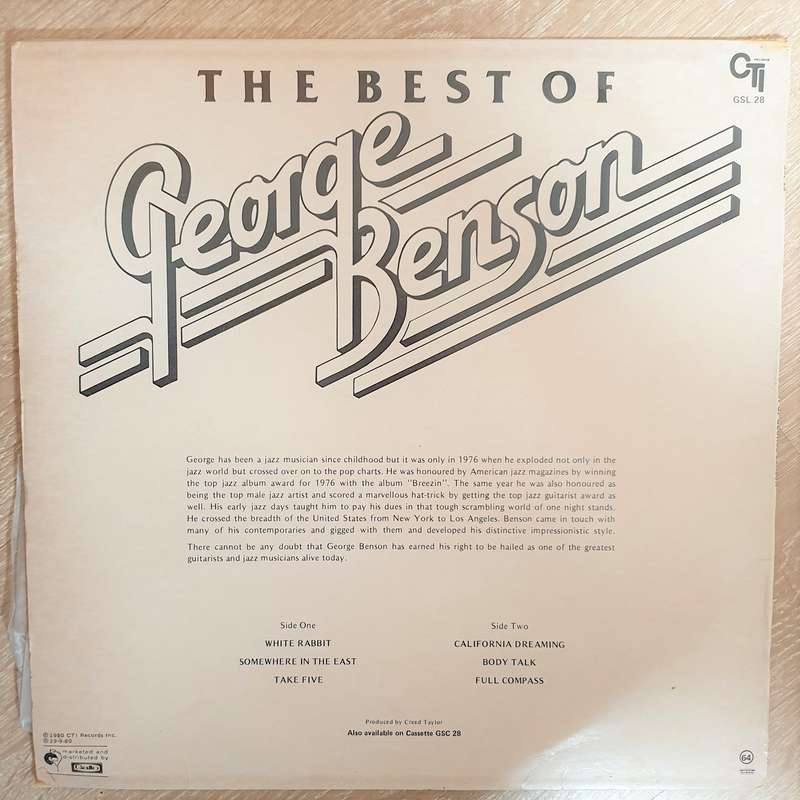 THE BEST OF
CTI
GSL 28
George
Benson
George has been a jazz musician since childhood but it was only in 1976 when he exploded not only in the
jazz world but crossed over on to the pop charts. He was honoured by American jazz magazines by winning
the top jazz album award for 1976 with the album "Breezin". The same year he was also honoured as
being the top male jazz artist and scored a marvellous hat-trick by getting the top jazz guitarist award as
well. His early jazz days taught him to pay his dues in that tough scrambling world of one night stands.
He crossed the breadth of the United States from New York to Los Angeles. Benson came in touch with
many of his contemporaries and gigged with them and developed his distinctive impressionistic style.
There cannot be any doubt that George Benson has earned his right to be hailed as one of the greatest
guitarists and jazz musicians alive today.
Side One
WHITE RABBIT
SOMEWHERE IN THE EAST
TAKE FIVE
Side Two
CALIFORNIA DREAMING
BODY TALK
FULL COMPASS
Produced by Creed Taylor
Also available on Cassette GSC 28
©1980 CTI Records Inc.
℗29-9-80
marketed and
distributed by
Gallo
64